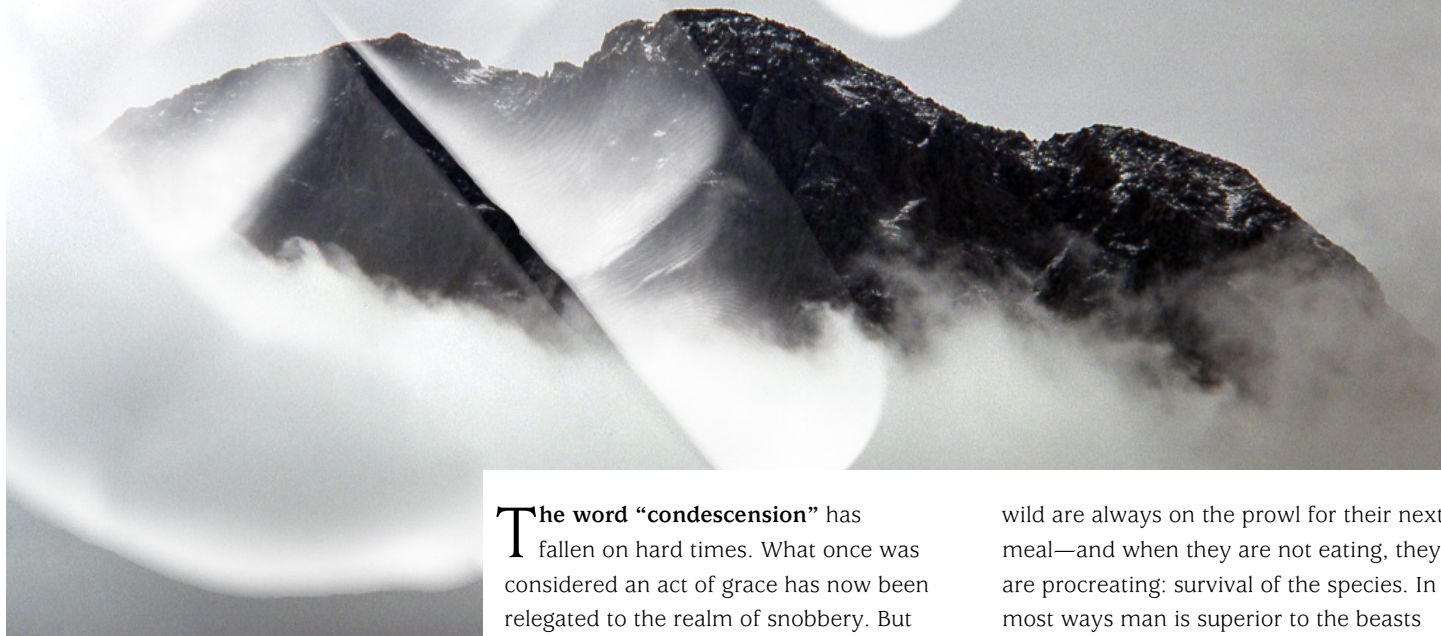 The word “condescension” has
fallen on hard times. What once was
considered an act of grace has now been
relegated to the realm of snobbery. But
wild are always on the prowl for their next
meal—and when they are not eating, they
are procreating: survival of the species. In
most ways man is superior to the beasts